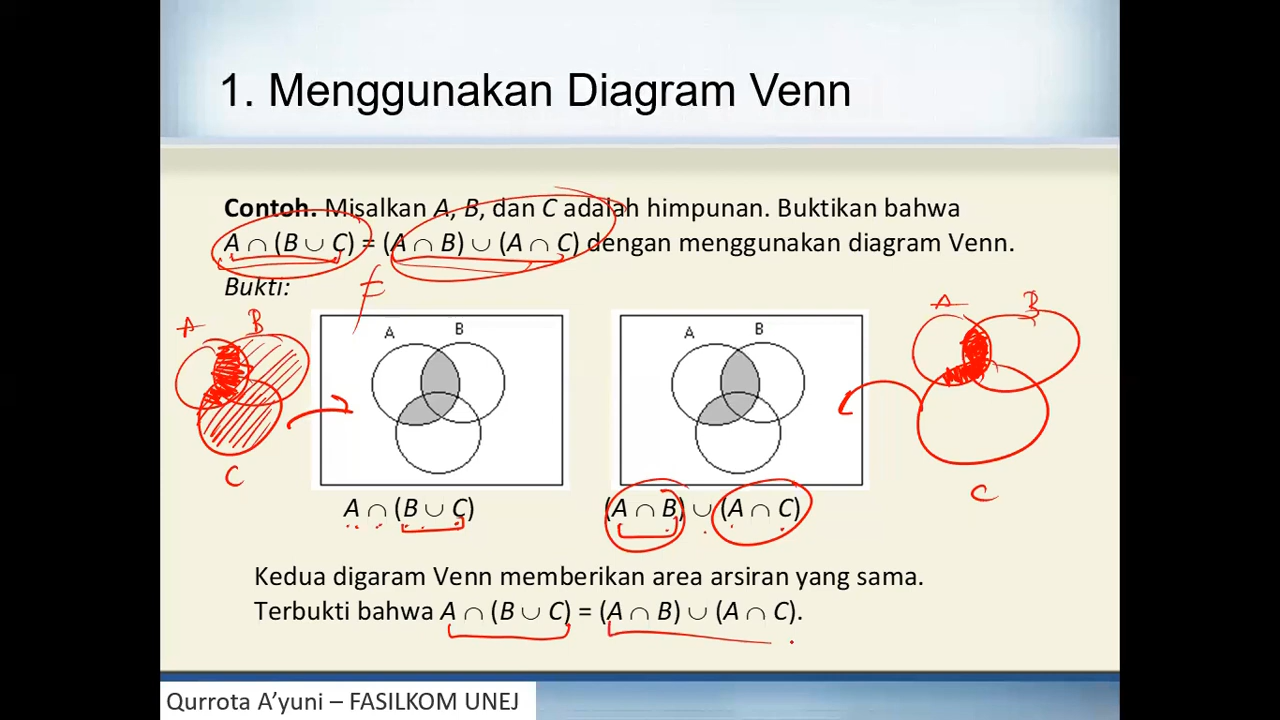 1. Menggunakan Diagram Venn
Contoh. Misalkan A, B, dan C adalah himpunan. Buktikan bahwa
A ∩ (B ∪ C) = (A ∩ B) ∪ (A ∩ C) dengan menggunakan diagram Venn.
Bukti:
≠
A B
C
A B
A B
A B
C
A ∩ (B ∪ C)
(A ∩ B) ∪ (A ∩ C)
Kedua digaram Venn memberikan area arsiran yang sama.
Terbukti bahwa A ∩ (B ∪ C) = (A ∩ B) ∪ (A ∩ C).
Qurrota A’yuni – FASILKOM UNEJ